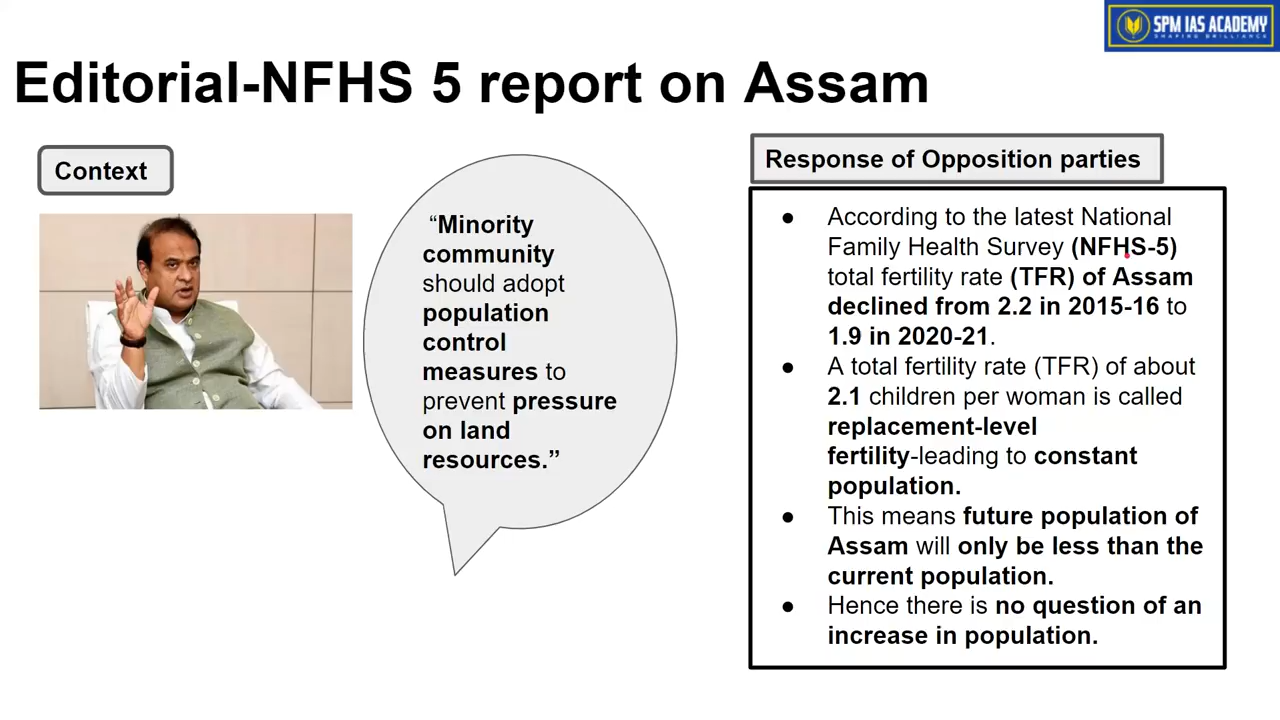 SPM IAS ACADEMY
SHAPING BRILLIANCE
Editorial-NFHS 5 report on Assam
Context
“Minority
community
should adopt
population
control
measures to
prevent pressure
on land
resources.”
Response of Opposition parties
● According to the latest National
Family Health Survey (NFHS-5)
total fertility rate (TFR) of Assam
declined from 2.2 in 2015-16 to
1.9 in 2020-21.
● A total fertility rate (TFR) of about
2.1 children per woman is called
replacement-level
fertility-leading to constant
population.
● This means future population of
Assam will only be less than the
current population.
● Hence there is no question of an
increase in population.